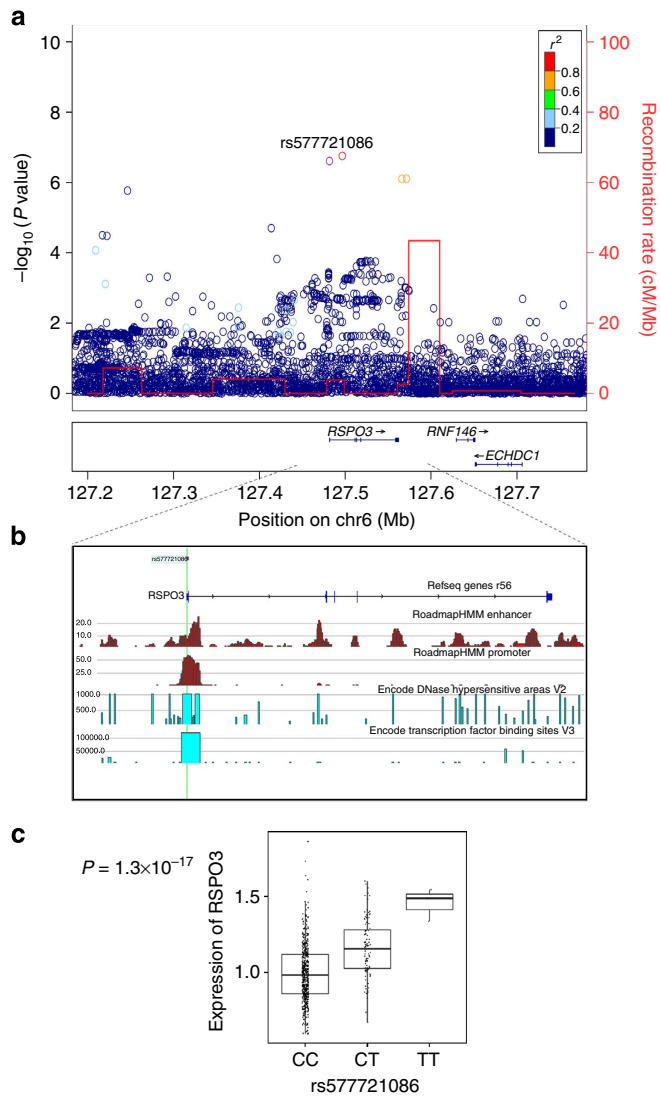 a
10
100
r²
0.8
0.6
0.4
0.2
8
80
rs577721086
6
60
4
40
2
20
0
0
−log₁₀ (P value)
Recombination rate (cM/Mb)
RSPO3 →
RNF146 →
← ECHDC1
127.2 127.3 127.4 127.5 127.6 127.7
Position on chr6 (Mb)
b
rs577721086
Refseq genes r56
RSPO3
RoadmapHMM enhancer
20.0
10.0
RoadmapHMM promoter
50.0
25.0
Encode DNase hypersensitive areas V2
1000.0
500.0
Encode transcription factor binding sites V3
100000.0
50000.0
c
P = 1.3×10⁻¹⁷
Expression of RSPO3
1.5
1.0
CC CT TT
rs577721086